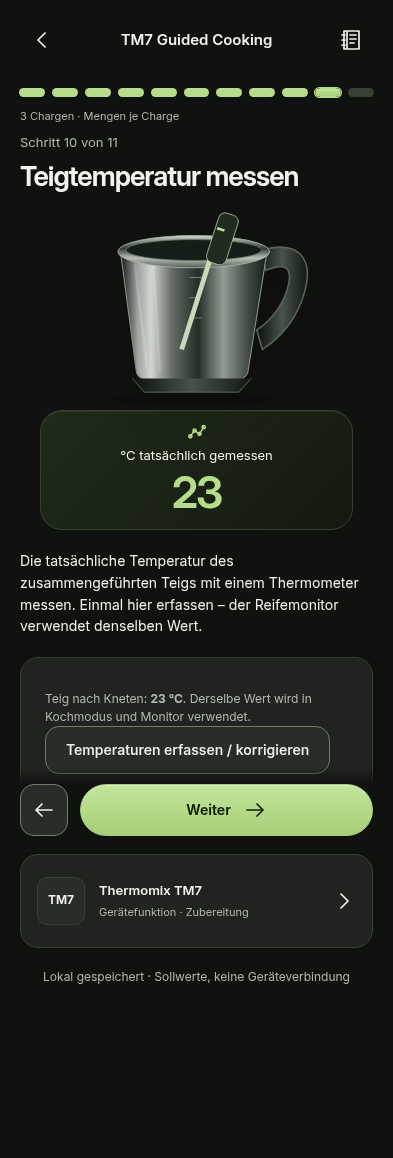 TM7 Guided Cooking
3 Chargen · Mengen je Charge
Schritt 10 von 11
Teigtemperatur messen
°C tatsächlich gemessen
23
Die tatsächliche Temperatur des
zusammengeführten Teigs mit einem Thermometer
messen. Einmal hier erfassen – der Reifemonitor
verwendet denselben Wert.
Teig nach Kneten: 23 °C. Derselbe Wert wird in
Kochmodus und Monitor verwendet.
Temperaturen erfassen / korrigieren
Weiter
TM7
Thermomix TM7
Gerätefunktion · Zubereitung
Lokal gespeichert · Sollwerte, keine Geräteverbindung